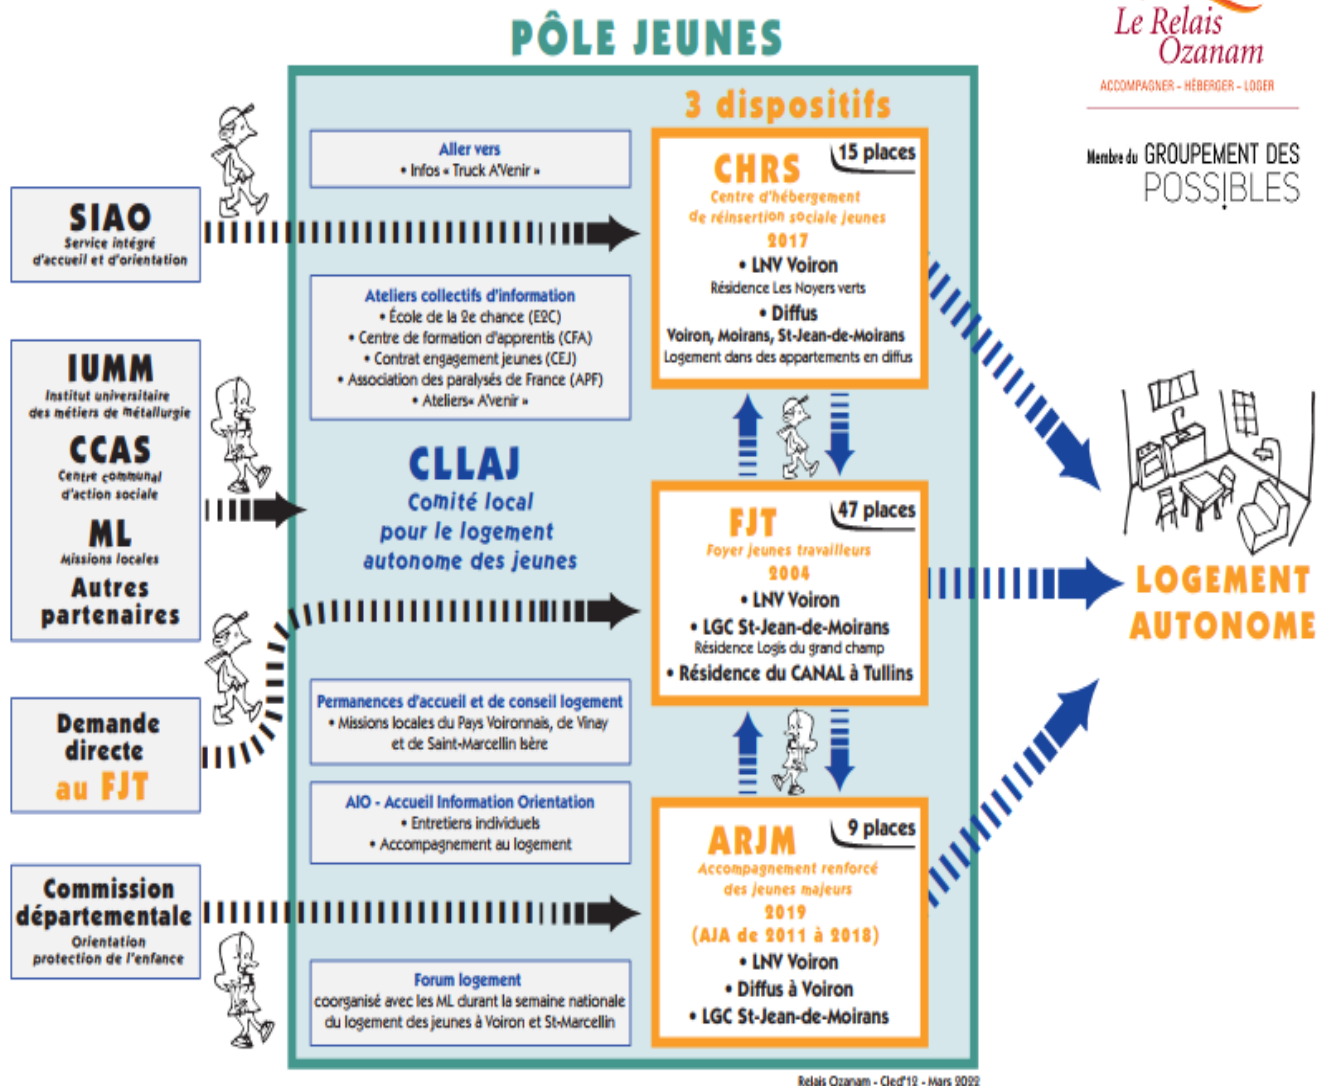 PÔLE JEUNES
Le Relais
Ozanam
ACCOMPAGNER - HÉBERGER - LOGER
Membre du GROUPEMENT DES
POSSIBLES
SIAO
Service intégré
d'accueil et d'orientation
IUMM
Institut universitaire
des métiers de métallurgie
CCAS
Centre communal
d'action sociale
ML
Missions locales
Autres
partenaires
Demande
directe
au FJT
Commission
départementale
Orientation
protection de l'enfance
Aller vers
• Infos « Truck A'Venir »
Ateliers collectifs d'information
• École de la 2e chance (E2C)
• Centre de formation d'apprentis (CFA)
• Contrat engagement jeunes (CEJ)
• Association des paralysés de France (APF)
• Ateliers« A'venir »
CLLAJ
Comité local
pour le logement
autonome des jeunes
Permanences d'accueil et de conseil logement
• Missions locales du Pays Voironnais, de Vinay
et de Saint-Marcellin Isère
AIO - Accueil Information Orientation
• Entretiens individuels
• Accompagnement au logement
Forum logement
coorganisé avec les ML durant la semaine nationale
du logement des jeunes à Voiron et St-Marcellin
3 dispositifs
15 places
CHRS
Centre d'hébergement
de réinsertion sociale jeunes
2017
• LNV Voiron
Résidence Les Noyers verts
• Diffus
Voiron, Moirans, St-Jean-de-Moirans
Logement dans des appartements en diffus
47 places
FJT
Foyer jeunes travailleurs
2004
• LNV Voiron
• LGC St-Jean-de-Moirans
Résidence Logis du grand champ
• Résidence du CANAL à Tullins
9 places
ARJM
Accompagnement renforcé
des jeunes majeurs
2019
(AJA de 2011 à 2018)
• LNV Voiron
• Diffus à Voiron
• LGC St-Jean-de-Moirans
LOGEMENT
AUTONOME
Relais Ozanam - Cled'12 - Mars 2022